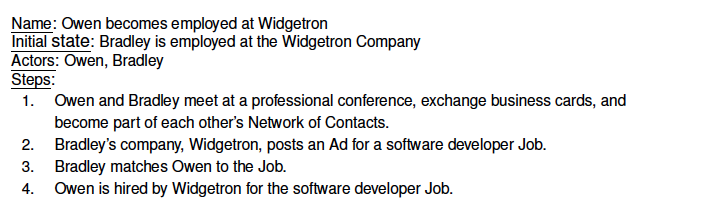 Name: Owen becomes employed at Widgetron
Initial state: Bradley is employed at the Widgetron Company
Actors: Owen, Bradley
Steps:
1. Owen and Bradley meet at a professional conference, exchange business cards, and
become part of each other's Network of Contacts.
2. Bradley's company, Widgetron, posts an Ad for a software developer Job.
3. Bradley matches Owen to the Job.
4. Owen is hired by Widgetron for the software developer Job.